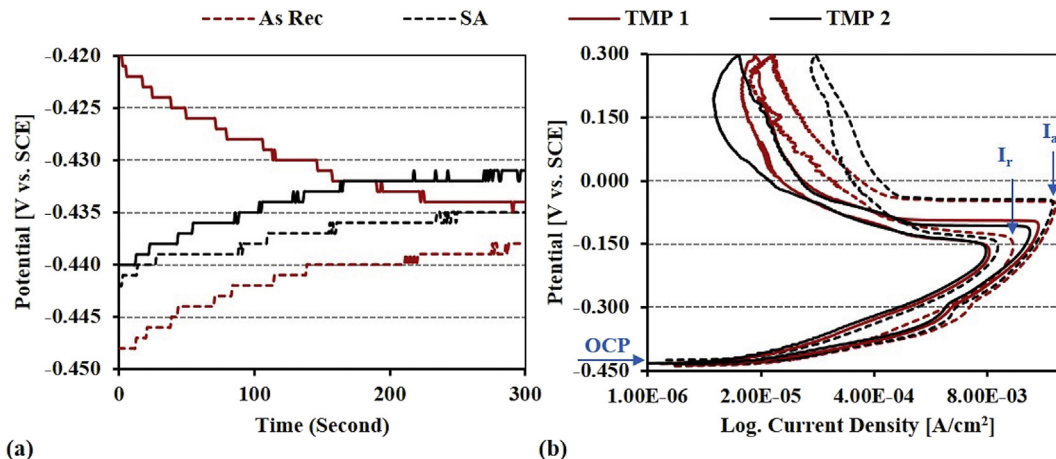 As Rec SA TMP 1 TMP 2
-0.420
-0.425
-0.430
-0.435
-0.440
-0.445
-0.450
Potential [V vs. SCE]
0 100 200 300
Time (Second)
(a)
0.300
0.150
0.000
-0.150
-0.300
-0.450
Ptential [V vs. SCE]
Ia
Ir
OCP
1.00E-06 2.00E-05 4.00E-04 8.00E-03
Log. Current Density [A/cm²]
(b)